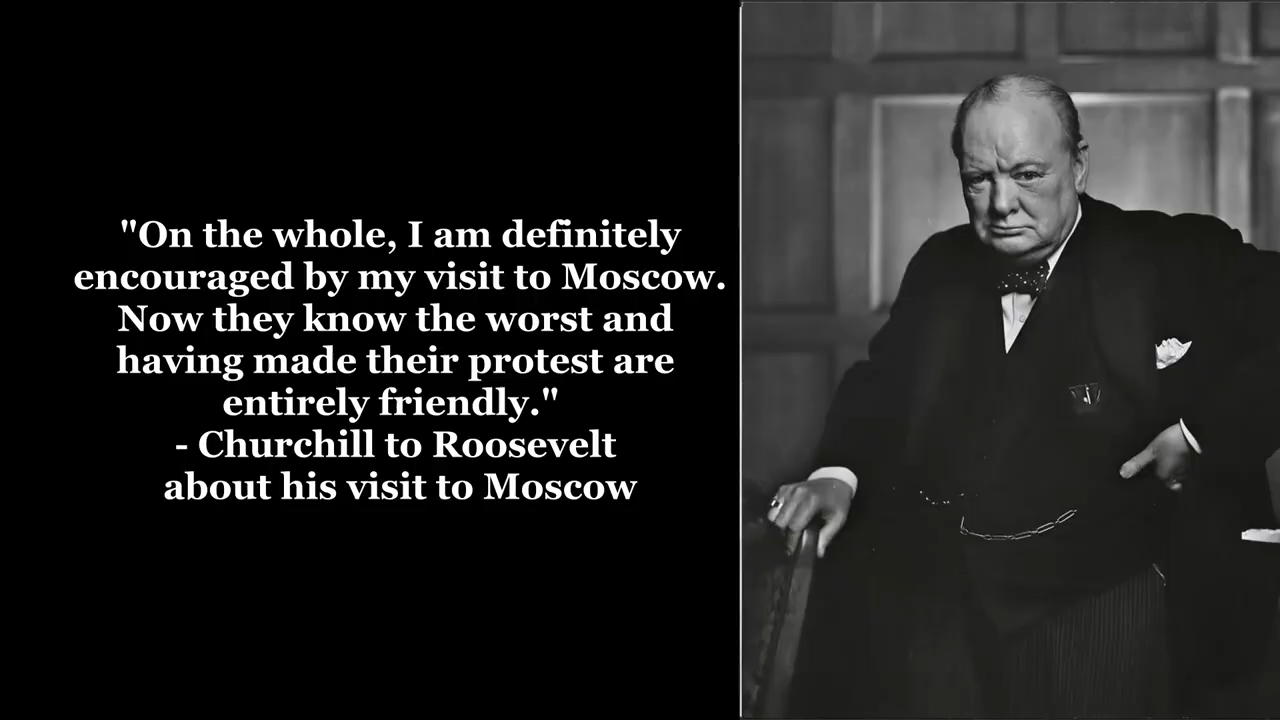 "On the whole, I am definitely
encouraged by my visit to Moscow.
Now they know the worst and
having made their protest are
entirely friendly."
- Churchill to Roosevelt
about his visit to Moscow